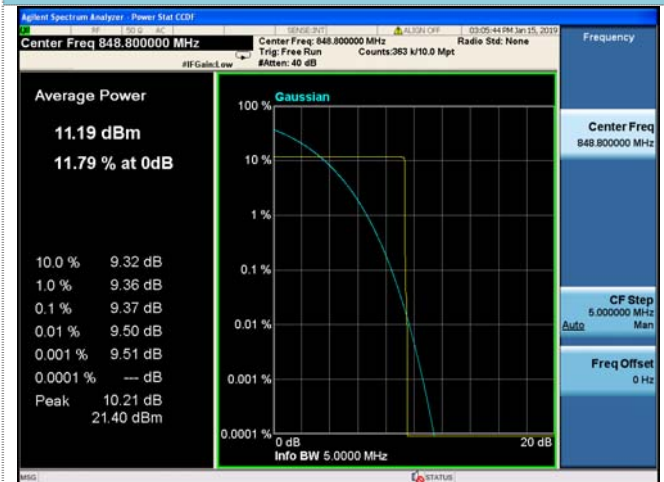 Agilent Spectrum Analyzer - Power Stat CCDF
RF 50 Ω AC SENSE:INT ALIGN OFF 03:05:44 PM Jan 15, 2019
Center Freq 848.800000 MHz
Center Freq: 848.800000 MHz Radio Std: None
Trig: Free Run Counts:363 k/10.0 Mpt
#IFGain:Low #Atten: 40 dB
Frequency
Average Power
11.19 dBm
11.79 % at 0dB
10.0 % 9.32 dB
1.0 % 9.36 dB
0.1 % 9.37 dB
0.01 % 9.50 dB
0.001 % 9.51 dB
0.0001 % --- dB
Peak 10.21 dB
21.40 dBm
Gaussian
100 %
10 %
1 %
0.1 %
0.01 %
0.001 %
0.0001 %
0 dB 20 dB
Info BW 5.0000 MHz
Center Freq
848.800000 MHz
CF Step
5.000000 MHz
Auto Man
Freq Offset
0 Hz
MSG STATUS